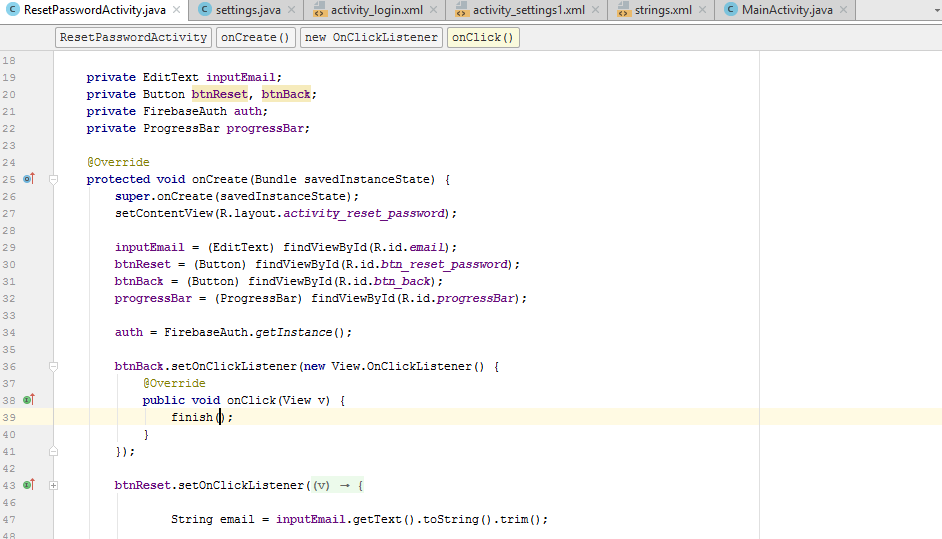 ResetPasswordActivity.java settings.java activity_login.xml activity_settings1.xml strings.xml MainActivity.java
ResetPasswordActivity onCreate() new OnClickListener onClick()
18
19 private EditText inputEmail;
20 private Button btnReset, btnBack;
21 private FirebaseAuth auth;
22 private ProgressBar progressBar;
23
24 @Override
25 protected void onCreate(Bundle savedInstanceState) {
26 super.onCreate(savedInstanceState);
27 setContentView(R.layout.activity_reset_password);
28
29 inputEmail = (EditText) findViewById(R.id.email);
30 btnReset = (Button) findViewById(R.id.btn_reset_password);
31 btnBack = (Button) findViewById(R.id.btn_back);
32 progressBar = (ProgressBar) findViewById(R.id.progressBar);
33
34 auth = FirebaseAuth.getInstance();
35
36 btnBack.setOnClickListener(new View.OnClickListener() {
37 @Override
38 public void onClick(View v) {
39 finish();
40 }
41 });
42
43 btnReset.setOnClickListener((v) → {
46
47 String email = inputEmail.getText().toString().trim();
48